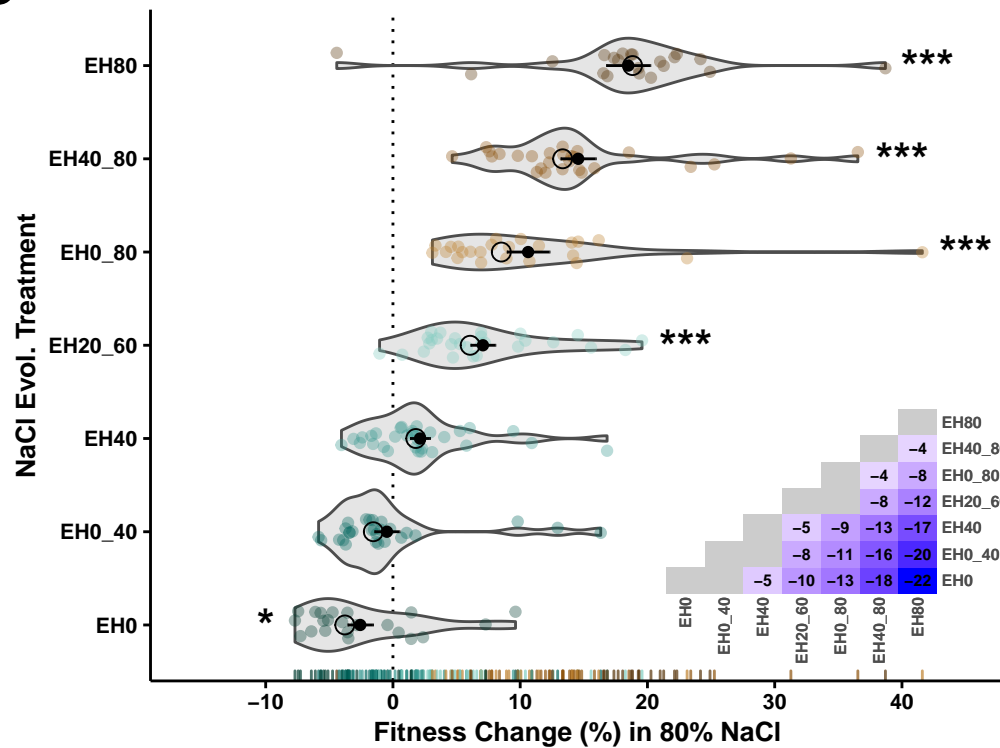 EH80
***
EH40_80
***
EH0_80
***
EH20_60
***
EH40
EH0_40
EH0
*
NaCl Evol. Treatment
−10 0 10 20 30 40
Fitness Change (%) in 80% NaCl
EH80
−4 EH40_8
−4 −8 EH0_80
−8 −12 EH20_6
−5 −9 −13 −17 EH40
−8 −11 −16 −20 EH0_40
−5 −10 −13 −18 −22 EH0
EH0
EH0_40
EH40
EH20_60
EH0_80
EH40_80
EH80